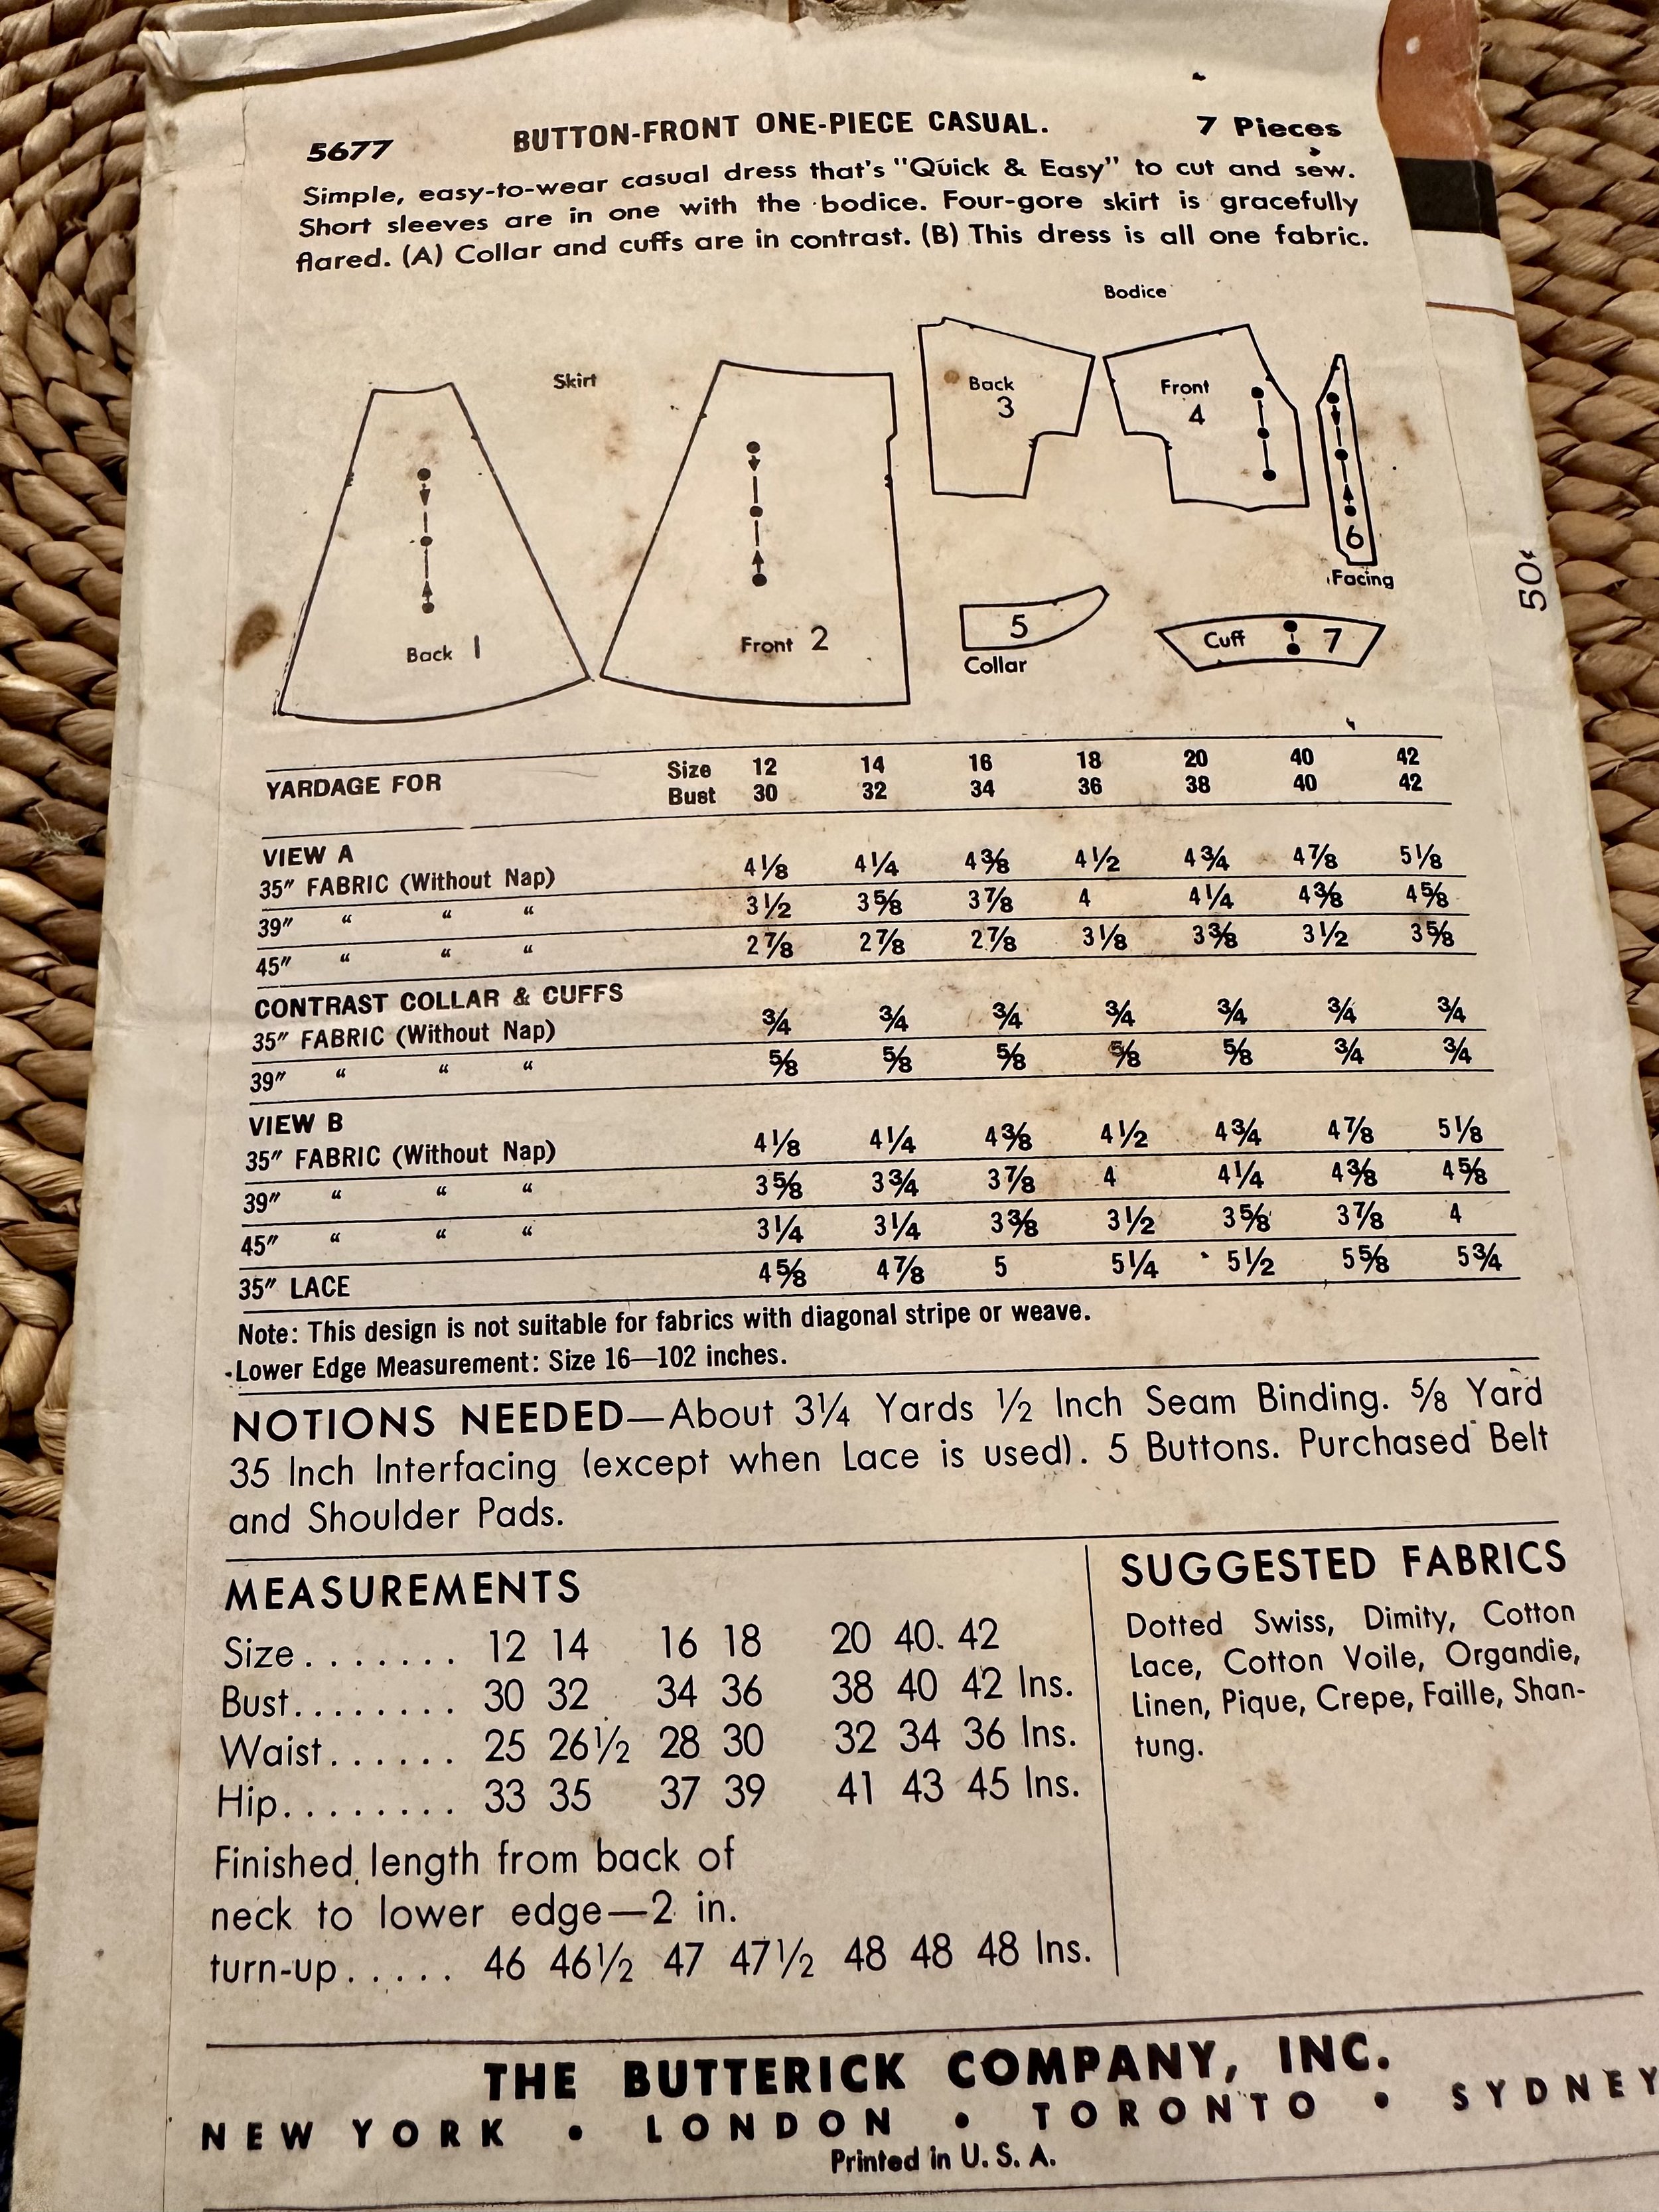 5677 BUTTON-FRONT ONE-PIECE CASUAL. 7 Pieces
Simple, easy-to-wear casual dress that's "Quick & Easy" to cut and sew.
Short sleeves are in one with the bodice. Four-gore skirt is gracefully
flared. (A) Collar and cuffs are in contrast. (B) This dress is all one fabric.
Bodice
Skirt
Back 3
Front 4
6
Facing
50¢
Back 1
Front 2
5
Collar
Cuff 7
YARDAGE FOR Size 12 14 16 18 20 40 42
Bust 30 32 34 36 38 40 42
VIEW A
35" FABRIC (Without Nap) 4⅛ 4¼ 4⅜ 4½ 4¾ 4⅞ 5⅛
39" " " " 3½ 3⅝ 3⅞ 4 4¼ 4⅜ 4⅝
45" " " " 2⅞ 2⅞ 2⅞ 3⅛ 3⅜ 3½ 3⅝
CONTRAST COLLAR & CUFFS
35" FABRIC (Without Nap) ¾ ¾ ¾ ¾ ¾ ¾ ¾
39" " " " ⅝ ⅝ ⅝ ⅝ ⅝ ¾ ¾
VIEW B
35" FABRIC (Without Nap) 4⅛ 4¼ 4⅜ 4½ 4¾ 4⅞ 5⅛
39" " " " 3⅝ 3¾ 3⅞ 4 4¼ 4⅜ 4⅝
45" " " " 3¼ 3¼ 3⅜ 3½ 3⅝ 3⅞ 4
35" LACE 4⅝ 4⅞ 5 5¼ 5½ 5⅝ 5¾
Note: This design is not suitable for fabrics with diagonal stripe or weave.
Lower Edge Measurement: Size 16—102 inches.
NOTIONS NEEDED—About 3¼ Yards ½ Inch Seam Binding. ⅝ Yard
35 Inch Interfacing (except when Lace is used). 5 Buttons. Purchased Belt
and Shoulder Pads.
MEASUREMENTS
Size....... 12 14 16 18 20 40. 42
Bust........ 30 32 34 36 38 40 42 Ins.
Waist...... 25 26½ 28 30 32 34 36 Ins.
Hip........ 33 35 37 39 41 43 45 Ins.
Finished length from back of
neck to lower edge—2 in.
turn-up..... 46 46½ 47 47½ 48 48 48 Ins.
SUGGESTED FABRICS
Dotted Swiss, Dimity, Cotton
Lace, Cotton Voile, Organdie,
Linen, Pique, Crepe, Faille, Shan-
tung.
THE BUTTERICK COMPANY, INC.
NEW YORK • LONDON • TORONTO • SYDNEY
Printed in U. S. A.